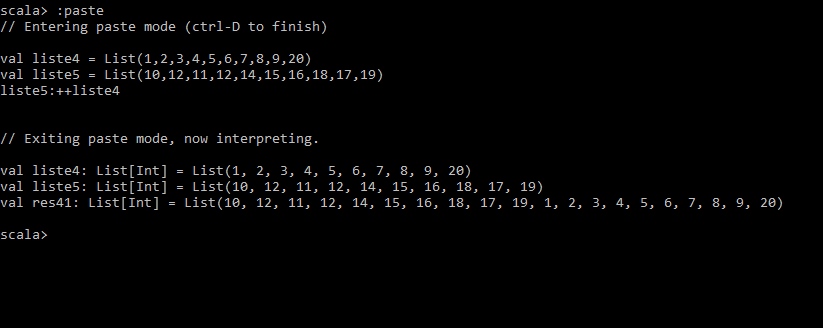 scala> :paste
// Entering paste mode (ctrl-D to finish)
val liste4 = List(1,2,3,4,5,6,7,8,9,20)
val liste5 = List(10,12,11,12,14,15,16,18,17,19)
liste5:++liste4
// Exiting paste mode, now interpreting.
val liste4: List[Int] = List(1, 2, 3, 4, 5, 6, 7, 8, 9, 20)
val liste5: List[Int] = List(10, 12, 11, 12, 14, 15, 16, 18, 17, 19)
val res41: List[Int] = List(10, 12, 11, 12, 14, 15, 16, 18, 17, 19, 1, 2, 3, 4, 5, 6, 7, 8, 9, 20)
scala>